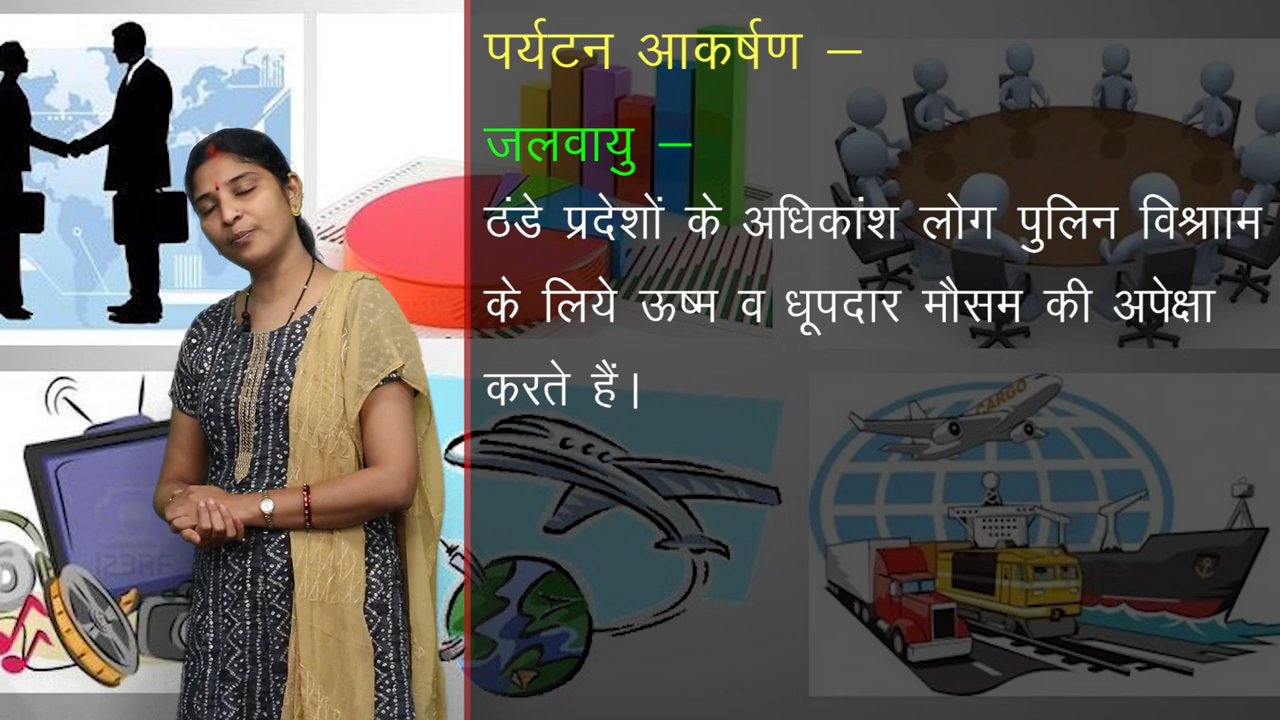 पर्यटन आकर्षण –
जलवायु –
ठंडे प्रदेशों के अधिकांश लोग पुलिन विश्रााम
के लिये ऊष्म व धूपदार मौसम की अपेक्षा
करते हैं।
CARGO